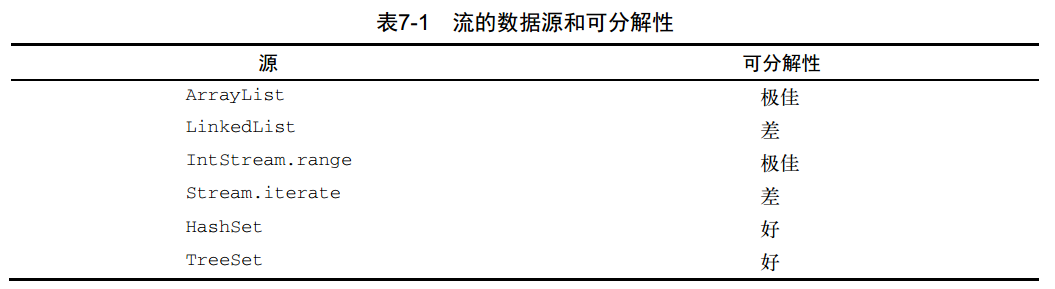 表7-1 流的数据源和可分解性
源 可分解性
ArrayList 极佳
LinkedList 差
IntStream.range 极佳
Stream.iterate 差
HashSet 好
TreeSet 好